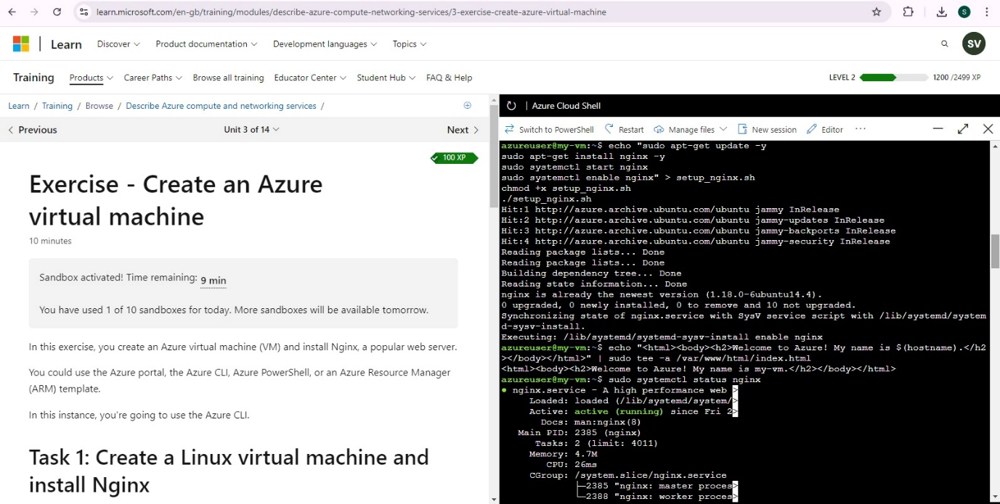 learn.microsoft.com/en-gb/training/modules/describe-azure-compute-networking-services/3-exercise-create-azure-virtual-machine
S
Learn Discover Product documentation Development languages Topics
SV
Training Products Career Paths Browse all training Educator Center Student Hub FAQ & Help
LEVEL 2 1200 /2499 XP
Learn / Training / Browse / Describe Azure compute and networking services /
Previous Unit 3 of 14 Next
100 XP
Exercise - Create an Azure
virtual machine
10 minutes
Sandbox activated! Time remaining: 9 min
You have used 1 of 10 sandboxes for today. More sandboxes will be available tomorrow.
In this exercise, you create an Azure virtual machine (VM) and install Nginx, a popular web server.
You could use the Azure portal, the Azure CLI, Azure PowerShell, or an Azure Resource Manager
(ARM) template.
In this instance, you're going to use the Azure CLI.
Task 1: Create a Linux virtual machine and
install Nginx
| Azure Cloud Shell
Switch to PowerShell Restart Manage files New session Editor ...
azureuser@my-vm:~$ echo "sudo apt-get update -y
sudo apt-get install nginx -y
sudo systemctl start nginx
sudo systemctl enable nginx" > setup_nginx.sh
chmod +x setup_nginx.sh
./setup_nginx.sh
Hit:1 http://azure.archive.ubuntu.com/ubuntu jammy InRelease
Hit:2 http://azure.archive.ubuntu.com/ubuntu jammy-updates InRelease
Hit:3 http://azure.archive.ubuntu.com/ubuntu jammy-backports InRelease
Hit:4 http://azure.archive.ubuntu.com/ubuntu jammy-security InRelease
Reading package lists... Done
Reading package lists... Done
Building dependency tree... Done
Reading state information... Done
nginx is already the newest version (1.18.0-6ubuntu14.4).
0 upgraded, 0 newly installed, 0 to remove and 10 not upgraded.
Synchronizing state of nginx.service with SysV service script with /lib/systemd/system
d-sysv-install.
Executing: /lib/systemd/systemd-sysv-install enable nginx
azureuser@my-vm:~$ echo "<html><body><h2>Welcome to Azure! My name is $(hostname).</h2
></body></html>" | sudo tee -a /var/www/html/index.html
<html><body><h2>Welcome to Azure! My name is my-vm.</h2></body></html>
azureuser@my-vm:~$ sudo systemctl status nginx
● nginx.service - A high performance web >
Loaded: loaded (/lib/systemd/system/>
Active: active (running) since Fri 2>
Docs: man:nginx(8)
Main PID: 2385 (nginx)
Tasks: 2 (limit: 4011)
Memory: 4.7M
CPU: 26ms
CGroup: /system.slice/nginx.service
├─2385 "nginx: master proces>
└─2388 "nginx: worker proces>